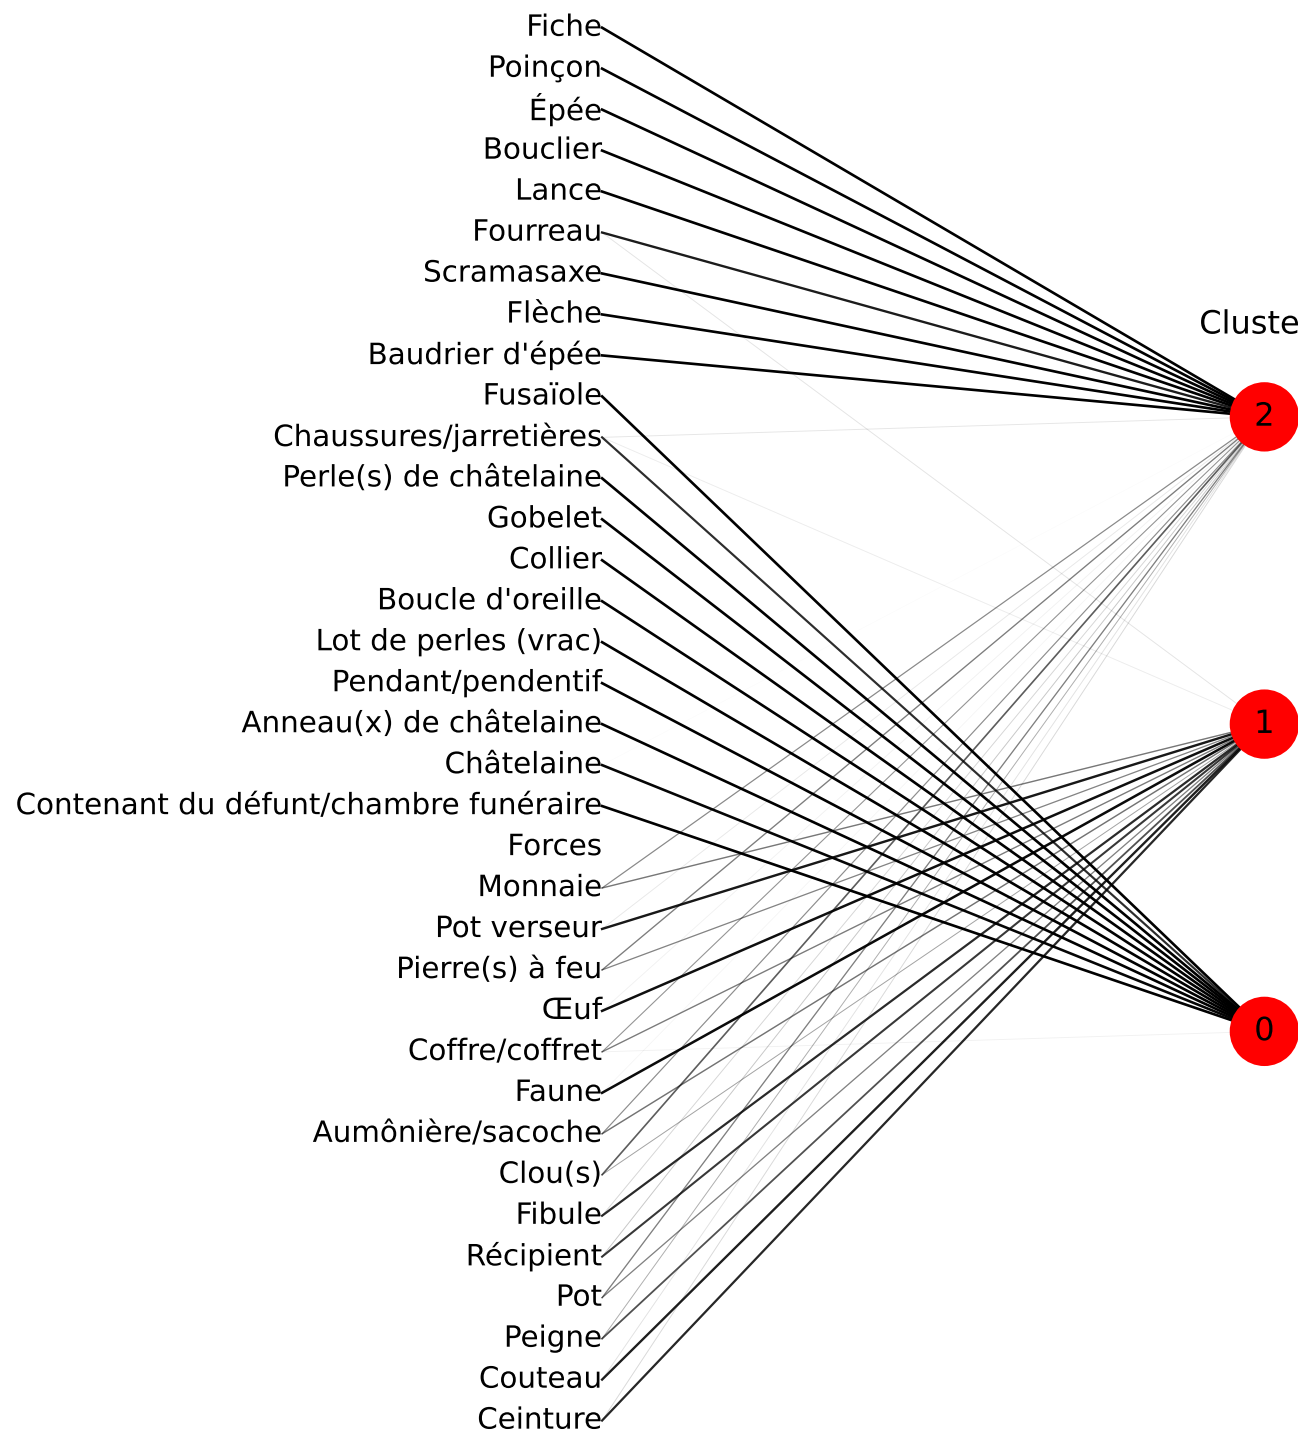 Fiche
Poinçon
Épée
Bouclier
Lance
Fourreau
Scramasaxe
Flèche
Baudrier d'épée
Fusaïole
Chaussures/jarretières
Perle(s) de châtelaine
Gobelet
Collier
Boucle d'oreille
Lot de perles (vrac)
Pendant/pendentif
Anneau(x) de châtelaine
Châtelaine
Contenant du défunt/chambre funéraire
Forces
Monnaie
Pot verseur
Pierre(s) à feu
Œuf
Coffre/coffret
Faune
Aumônière/sacoche
Clou(s)
Fibule
Récipient
Pot
Peigne
Couteau
Ceinture
Cluste
2
1
0